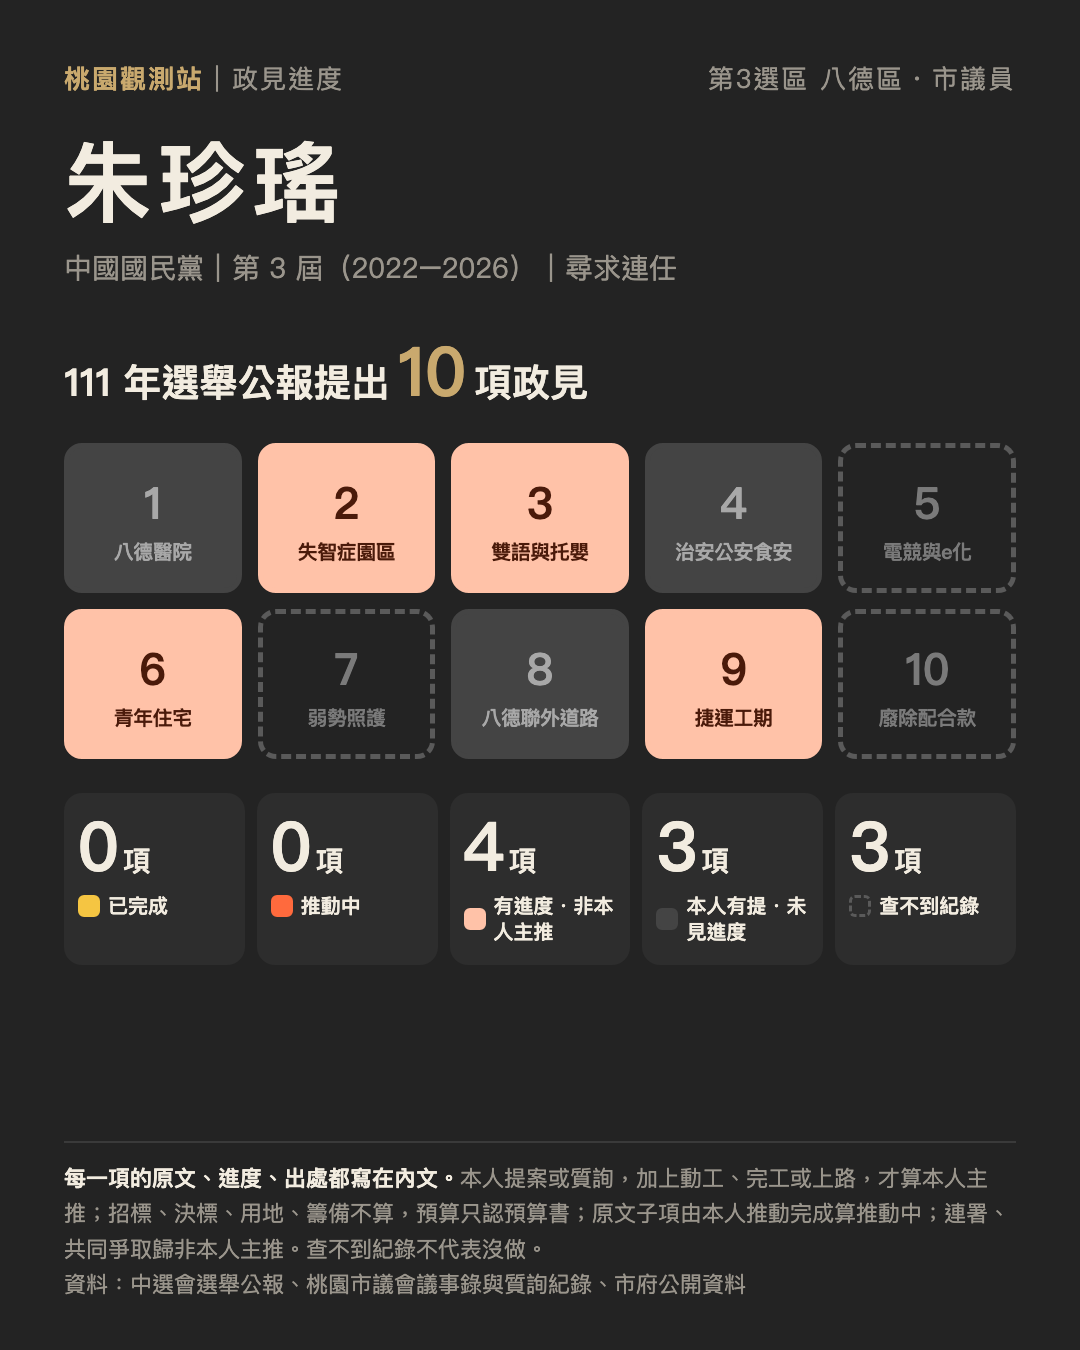 桃園觀測站｜政見進度
第3選區 八德區・市議員
朱珍瑤
中國國民黨｜第 3 屆（2022—2026）｜尋求連任
111 年選舉公報提出 10 項政見
1
八德醫院
2
失智症園區
3
雙語與托嬰
4
治安公安食安
5
電競與e化
6
青年住宅
7
弱勢照護
8
八德聯外道路
9
捷運工期
10
廢除配合款
0項
已完成
0項
推動中
4項
有進度・非本
人主推
3項
本人有提・未
見進度
3項
查不到紀錄
每一項的原文、進度、出處都寫在內文。本人提案或質詢，加上動工、完工或上路，才算本人主
推；招標、決標、用地、籌備不算，預算只認預算書；原文子項由本人推動完成算推動中；連署、
共同爭取歸非本人主推。查不到紀錄不代表沒做。
資料：中選會選舉公報、桃園市議會議事錄與質詢紀錄、市府公開資料